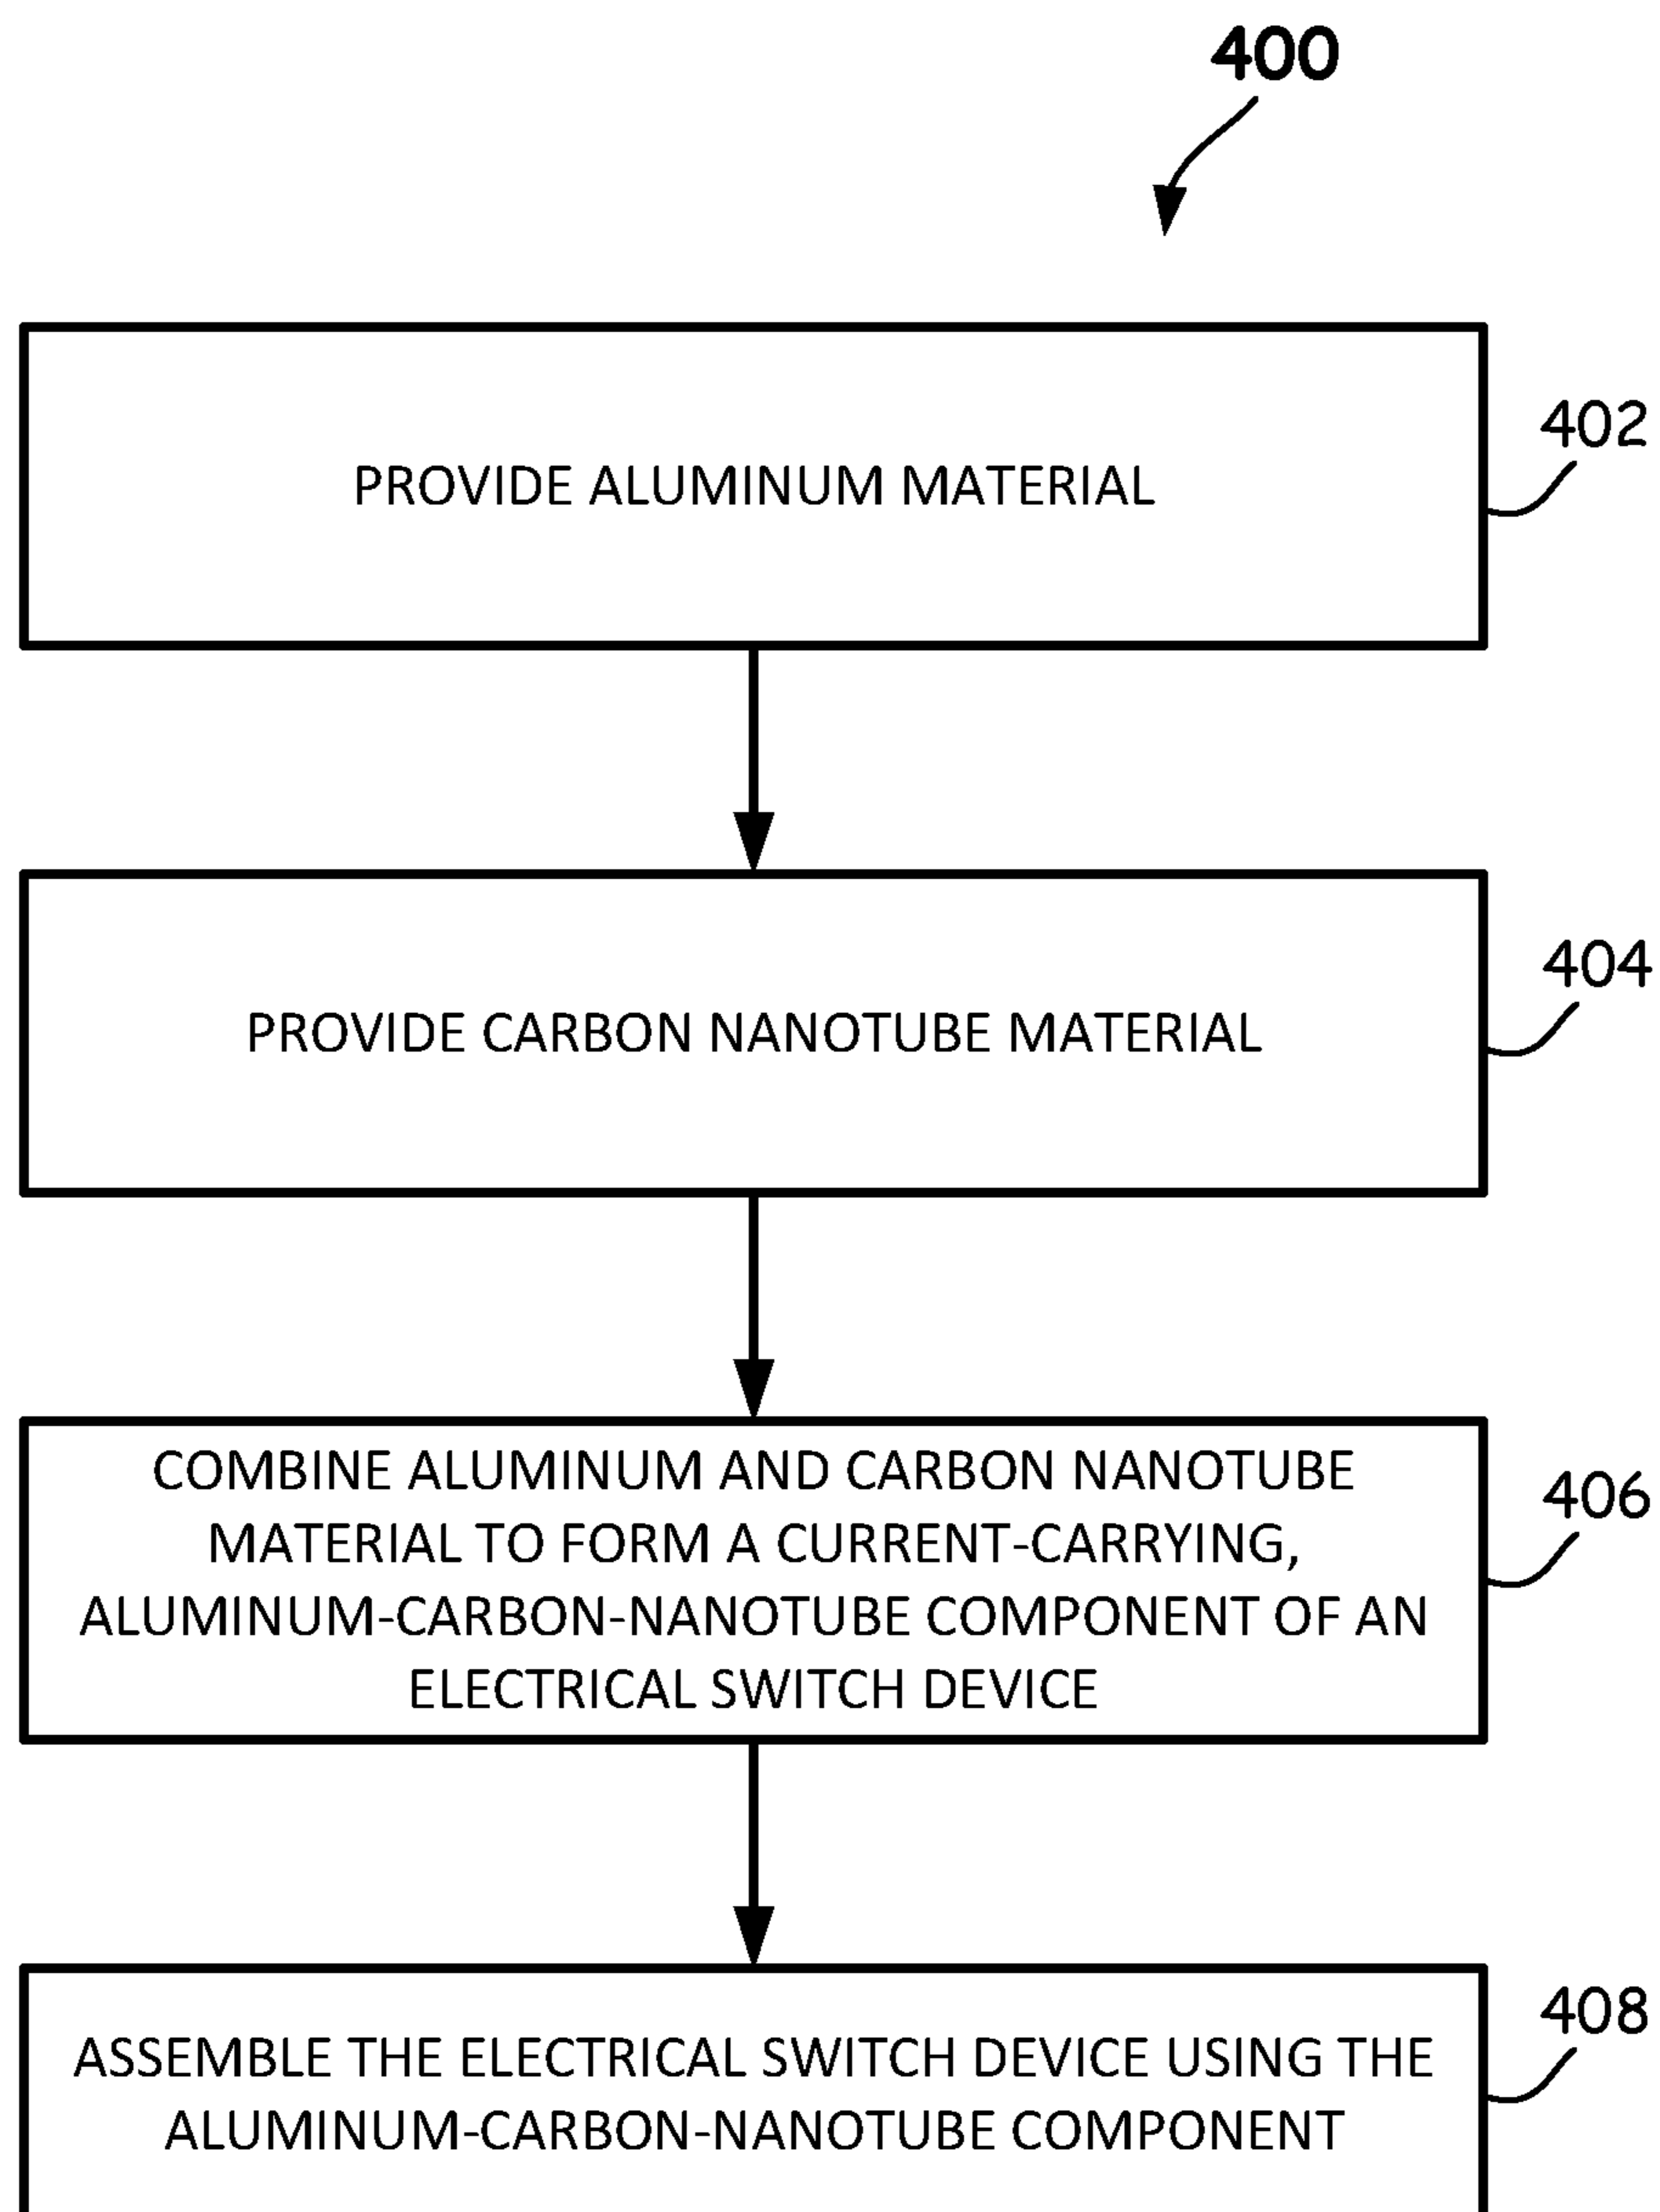 400
PROVIDE ALUMINUM MATERIAL
402
PROVIDE CARBON NANOTUBE MATERIAL
404
COMBINE ALUMINUM AND CARBON NANOTUBE
MATERIAL TO FORM A CURRENT-CARRYING,
ALUMINUM-CARBON-NANOTUBE COMPONENT OF AN
ELECTRICAL SWITCH DEVICE
406
ASSEMBLE THE ELECTRICAL SWITCH DEVICE USING THE
ALUMINUM-CARBON-NANOTUBE COMPONENT
408